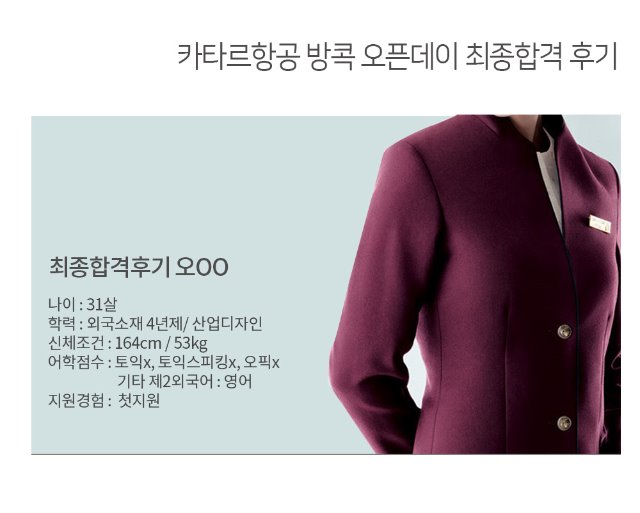 카타르항공 방콕 오픈데이 최종합격 후기
최종합격후기 오OO
나이 : 31살
학력 : 외국소재 4년제/ 산업디자인
신체조건 : 164cm / 53kg
어학점수 : 토익x, 토익스피킹x, 오픽x
기타 제2외국어 : 영어
지원경험 : 첫지원